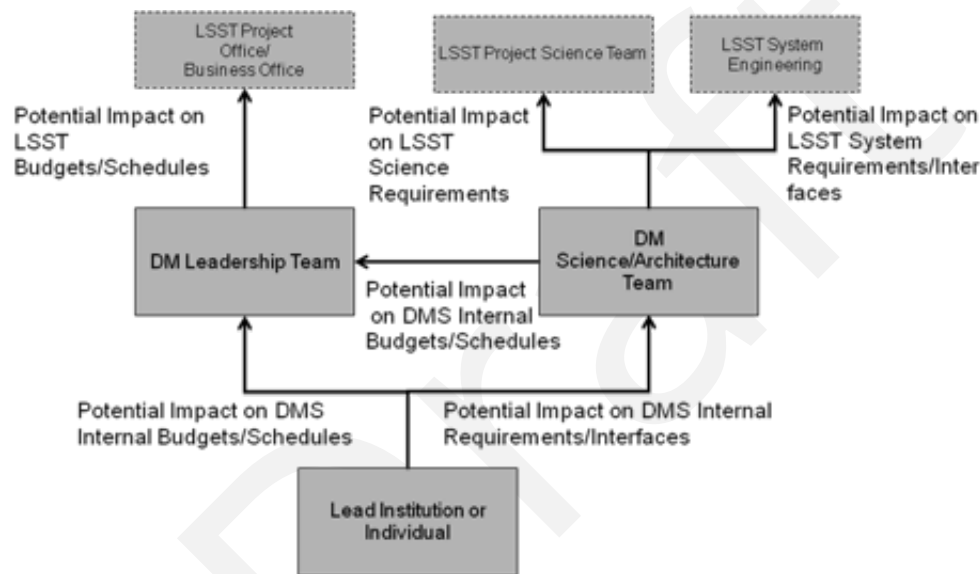 LSST Project
Office/
Business Office
LSST Project Science Team
LSST System
Engineering
Potential Impact on
LSST
Budgets/Schedules
Potential Impact
on LSST
Science
Requirements
Potential Impact on
LSST System
Requirements/Inter
faces
DM Leadership Team
DM
Science/Architecture
Team
Potential Impact
on DMS Internal
Budgets/Schedules
Potential Impact on DMS
Internal Budgets/Schedules
Potential Impact on DMS Internal
Requirements/Interfaces
Lead Institution or
Individual
Draft